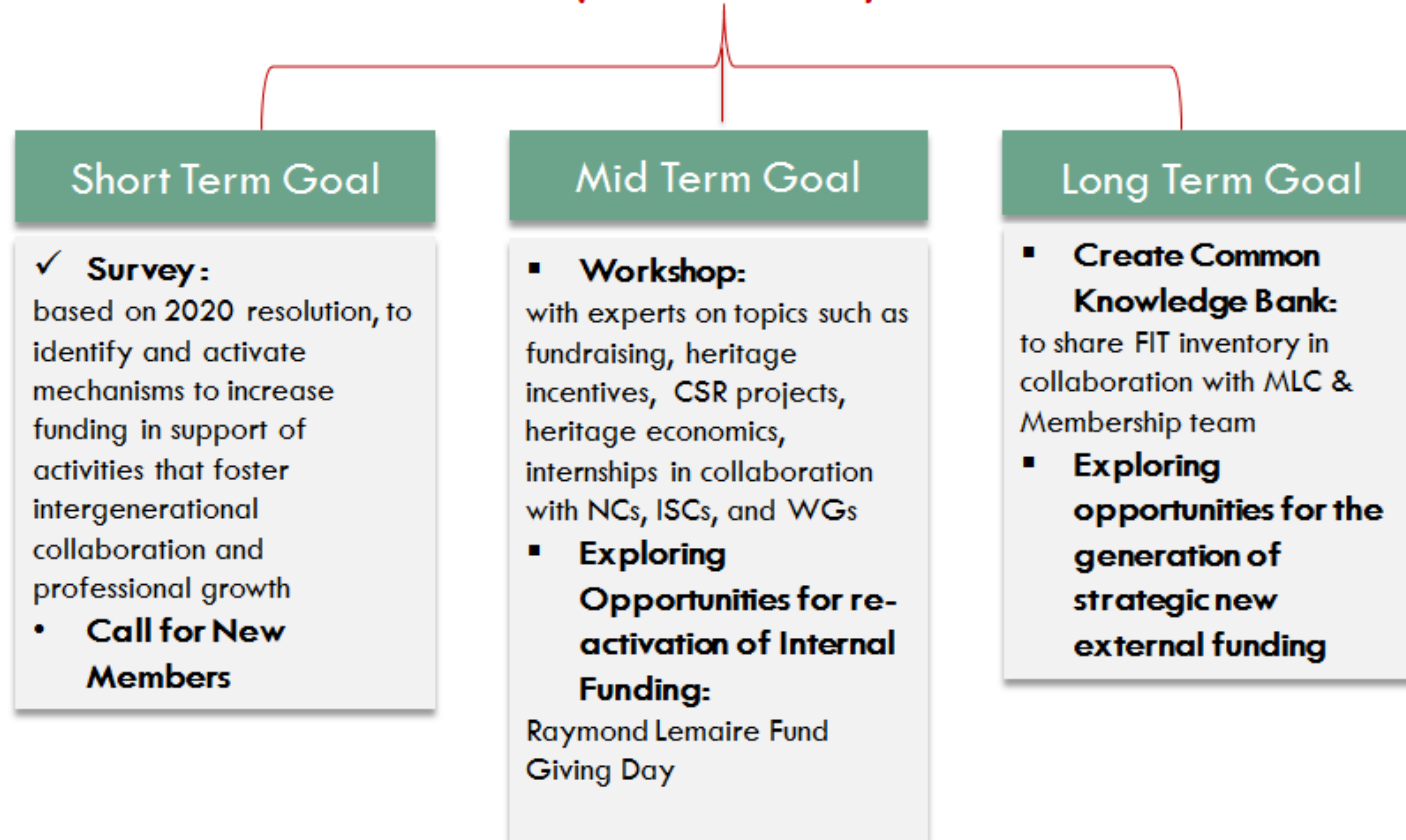 Short Term Goal
✓ Survey:
based on 2020 resolution, to
identify and activate
mechanisms to increase
funding in support of
activities that foster
intergenerational
collaboration and
professional growth
• Call for New
Members
Mid Term Goal
▪ Workshop:
with experts on topics such as
fundraising, heritage
incentives, CSR projects,
heritage economics,
internships in collaboration
with NCs, ISCs, and WGs
▪ Exploring
Opportunities for re-
activation of Internal
Funding:
Raymond Lemaire Fund
Giving Day
Long Term Goal
▪ Create Common
Knowledge Bank:
to share FIT inventory in
collaboration with MLC &
Membership team
▪ Exploring
opportunities for the
generation of
strategic new
external funding